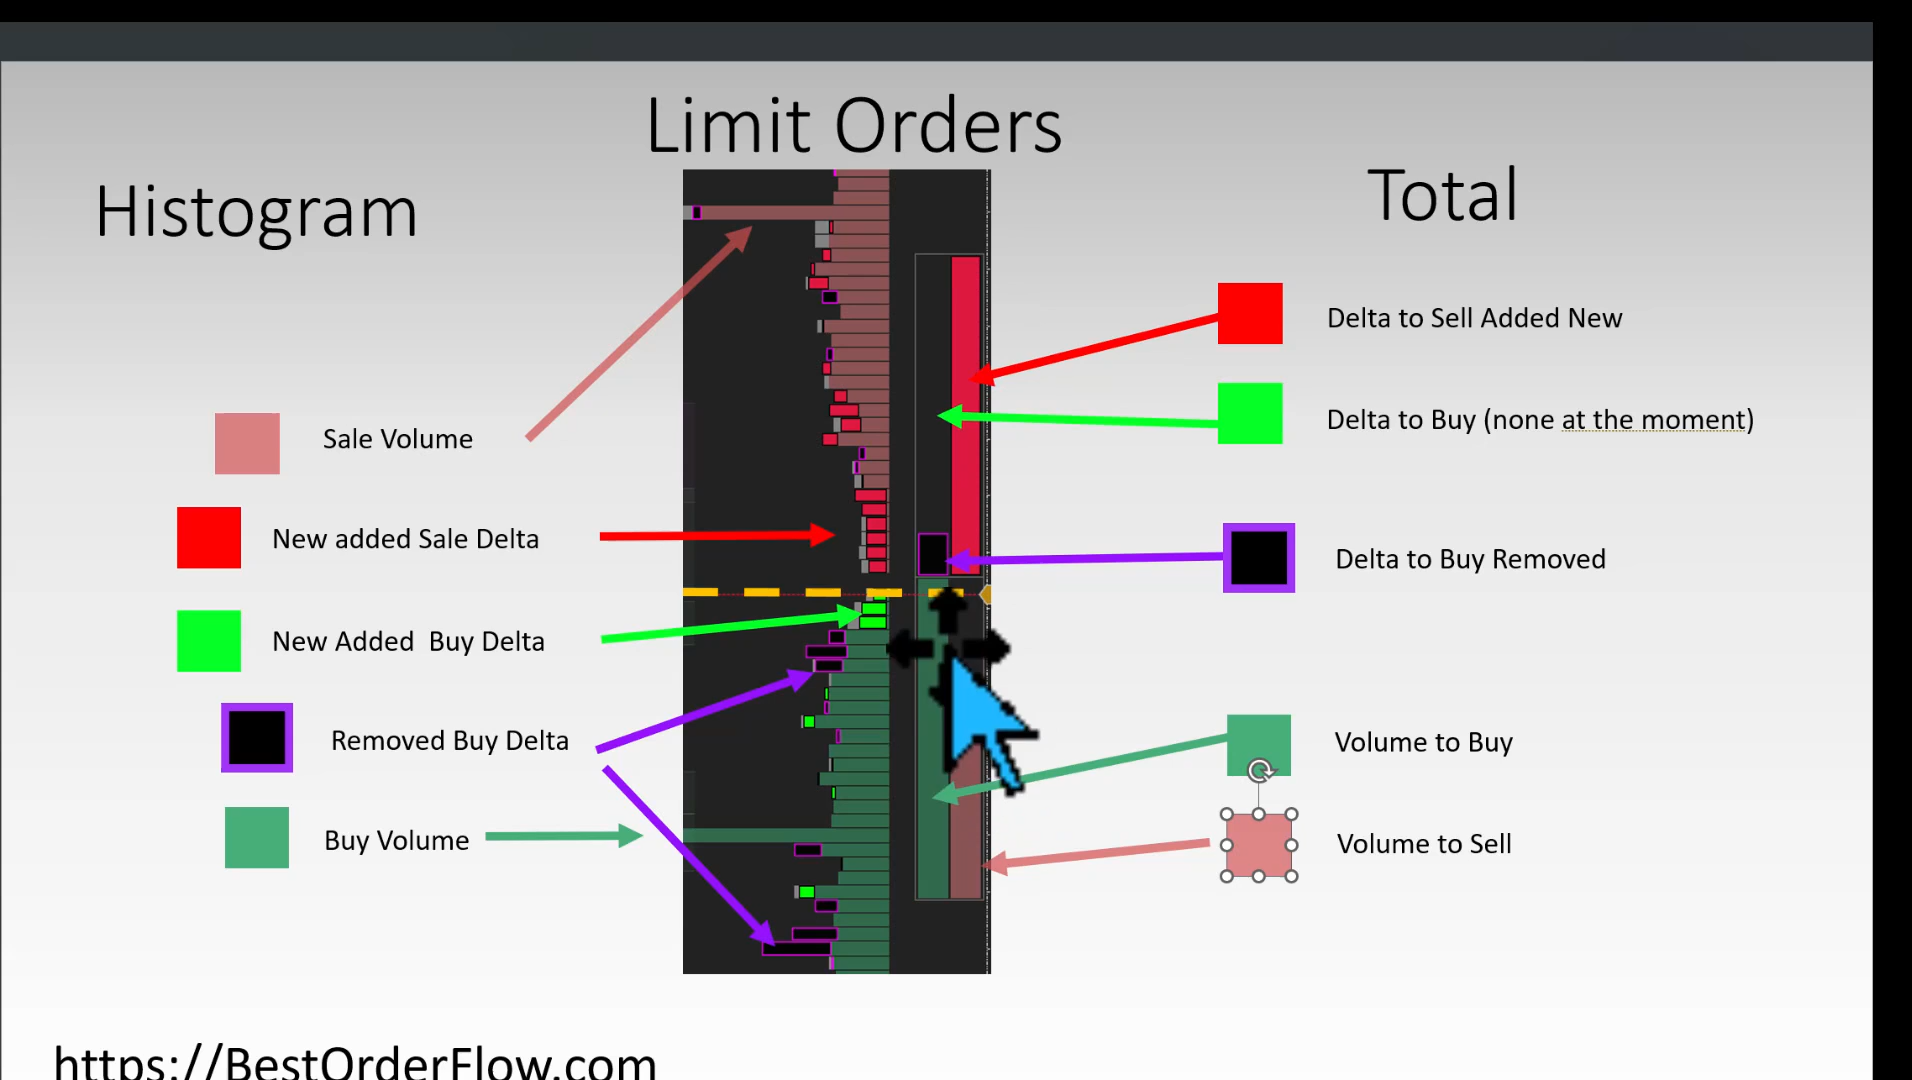 Limit Orders
Histogram
Total
Sale Volume
New added Sale Delta
New Added  Buy Delta
Removed Buy Delta
Buy Volume
Delta to Sell Added New
Delta to Buy (none at the moment)
Delta to Buy Removed
Volume to Buy
Volume to Sell
https://BestOrderFlow.com